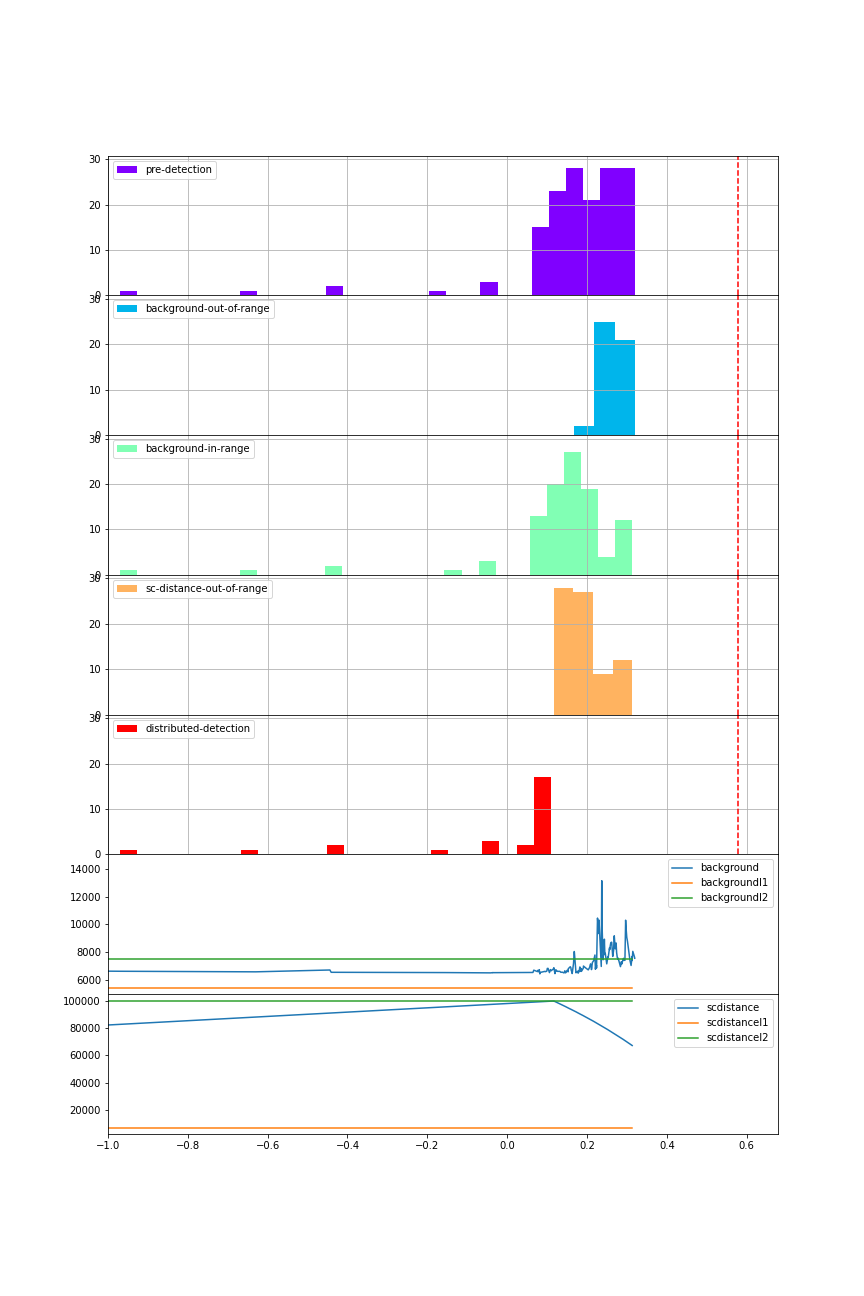 30
pre-detection
20
10
0
30
background-out-of-range
20
10
0
30
background-in-range
20
10
0
30
sc-distance-out-of-range
20
10
0
30
distributed-detection
20
10
0
14000
background
backgroundl1
backgroundl2
12000
10000
8000
6000
100000
scdistance
scdistancel1
scdistancel2
80000
60000
40000
20000
−1.0 −0.8 −0.6 −0.4 −0.2 0.0 0.2 0.4 0.6